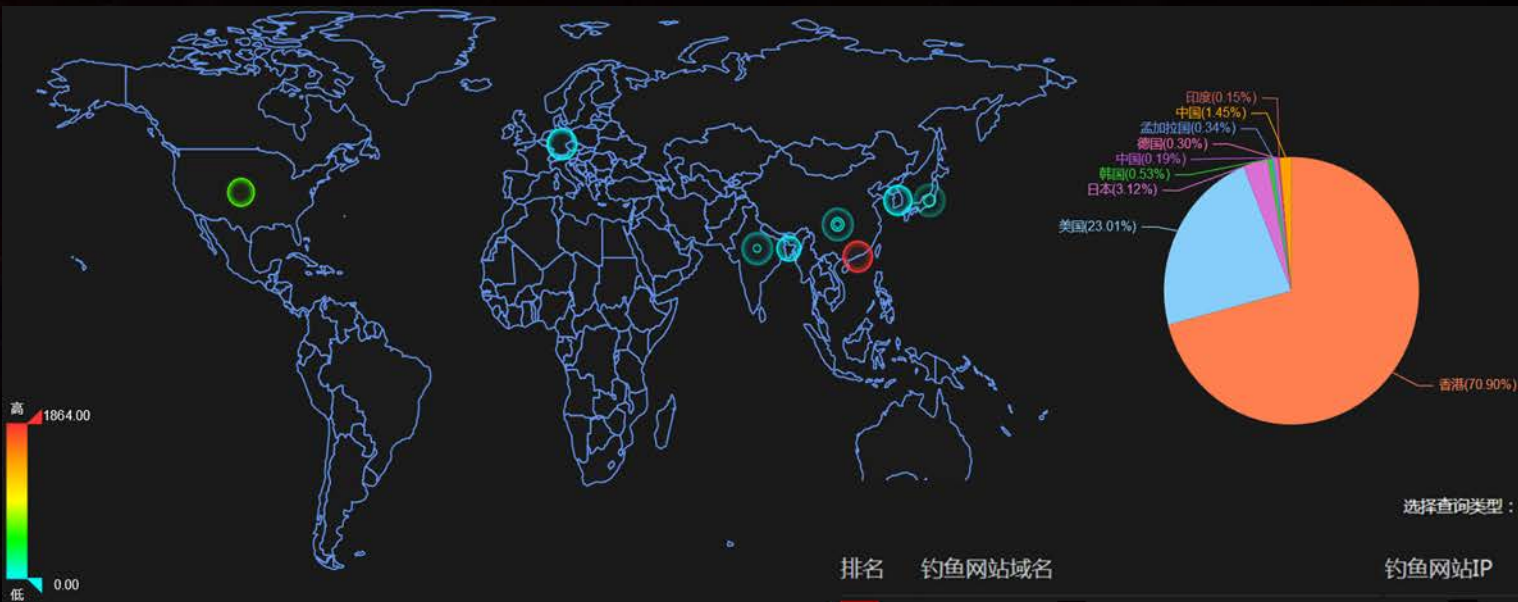 印度(0.15%)
中国(1.45%)
孟加拉国(0.34%)
德国(0.30%)
中国(0.19%)
韩国(0.53%)
日本(3.12%)
美国(23.01%)
香港(70.90%)
高
1864.00
0.00
低
选择查询类型：
排名 钓鱼网站域名 钓鱼网站IP